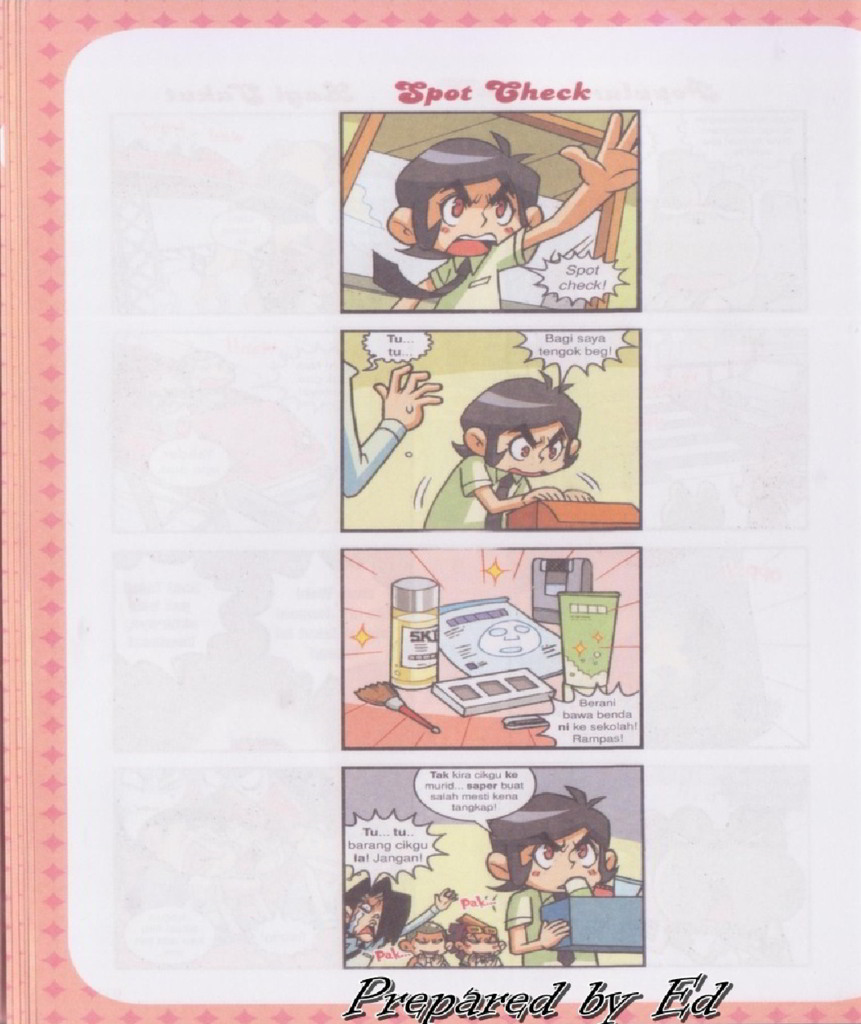 Spot Check
Spot
check!
Tu...
tu...
Bagi saya
tengok beg!
SKI
Berani
bawa benda
ni ke sekolah!
Rampas!
Tak kira cikgu ke
murid... saper buat
salah mesti kena
tangkap!
Tu... tu..
barang cikgu
la! Jangan!
pak
pak
Prepared by Ed